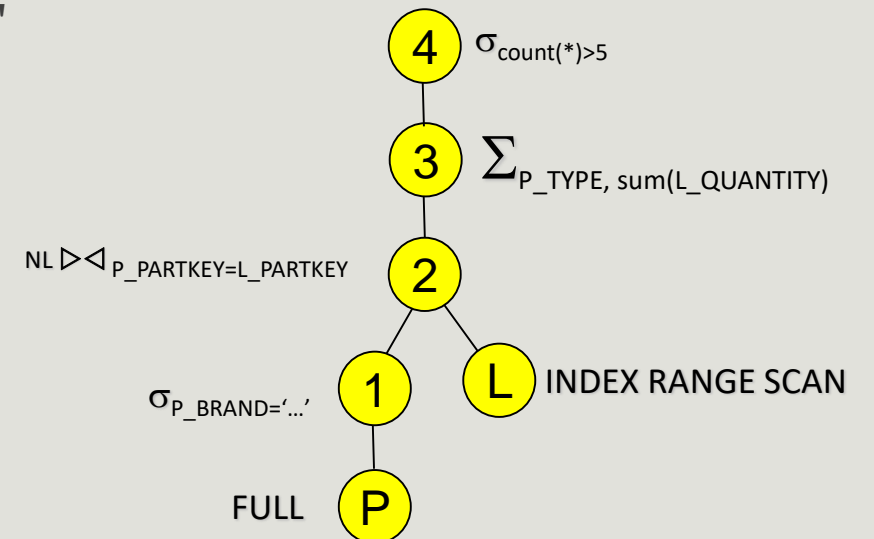 4 σcount(*)>5
3 ΣP_TYPE, sum(L_QUANTITY)
NL ▷◁ P_PARTKEY=L_PARTKEY 2
σP_BRAND=‘…’ 1 L INDEX RANGE SCAN
FULL P